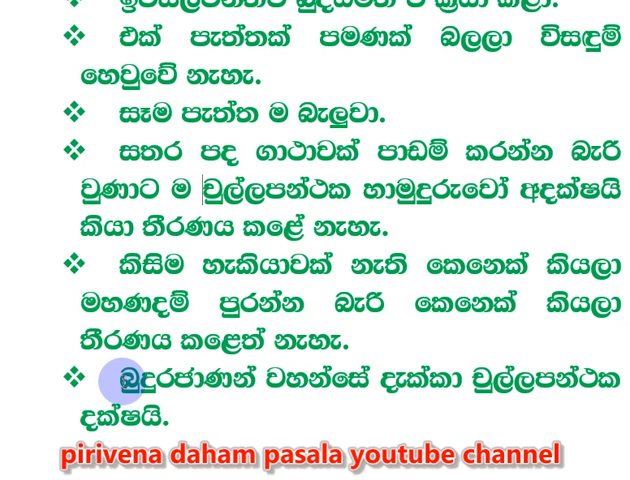 ❖ එක් පැත්තක් පමණක් බලලා විසඳුම්
හෙවුවේ නැහැ.
❖ සෑම පැත්ත ම බැලුවා.
❖ සතර පද ගාථාවක් පාඩම් කරන්න බැරි
වුණාට ම චුල්ලපන්ථක හාමුදුරුවෝ අදක්ෂයි
කියා තීරණය කළේ නැහැ.
❖ කිසිම හැකියාවක් නැති කෙනෙක් කියලා
මහණදම් පුරන්න බැරි කෙනෙක් කියලා
තීරණය කළෙත් නැහැ.
❖ බුදුරජාණන් වහන්සේ දැක්කා චුල්ලපන්ථක
දක්ෂයි.
pirivena daham pasala youtube channel